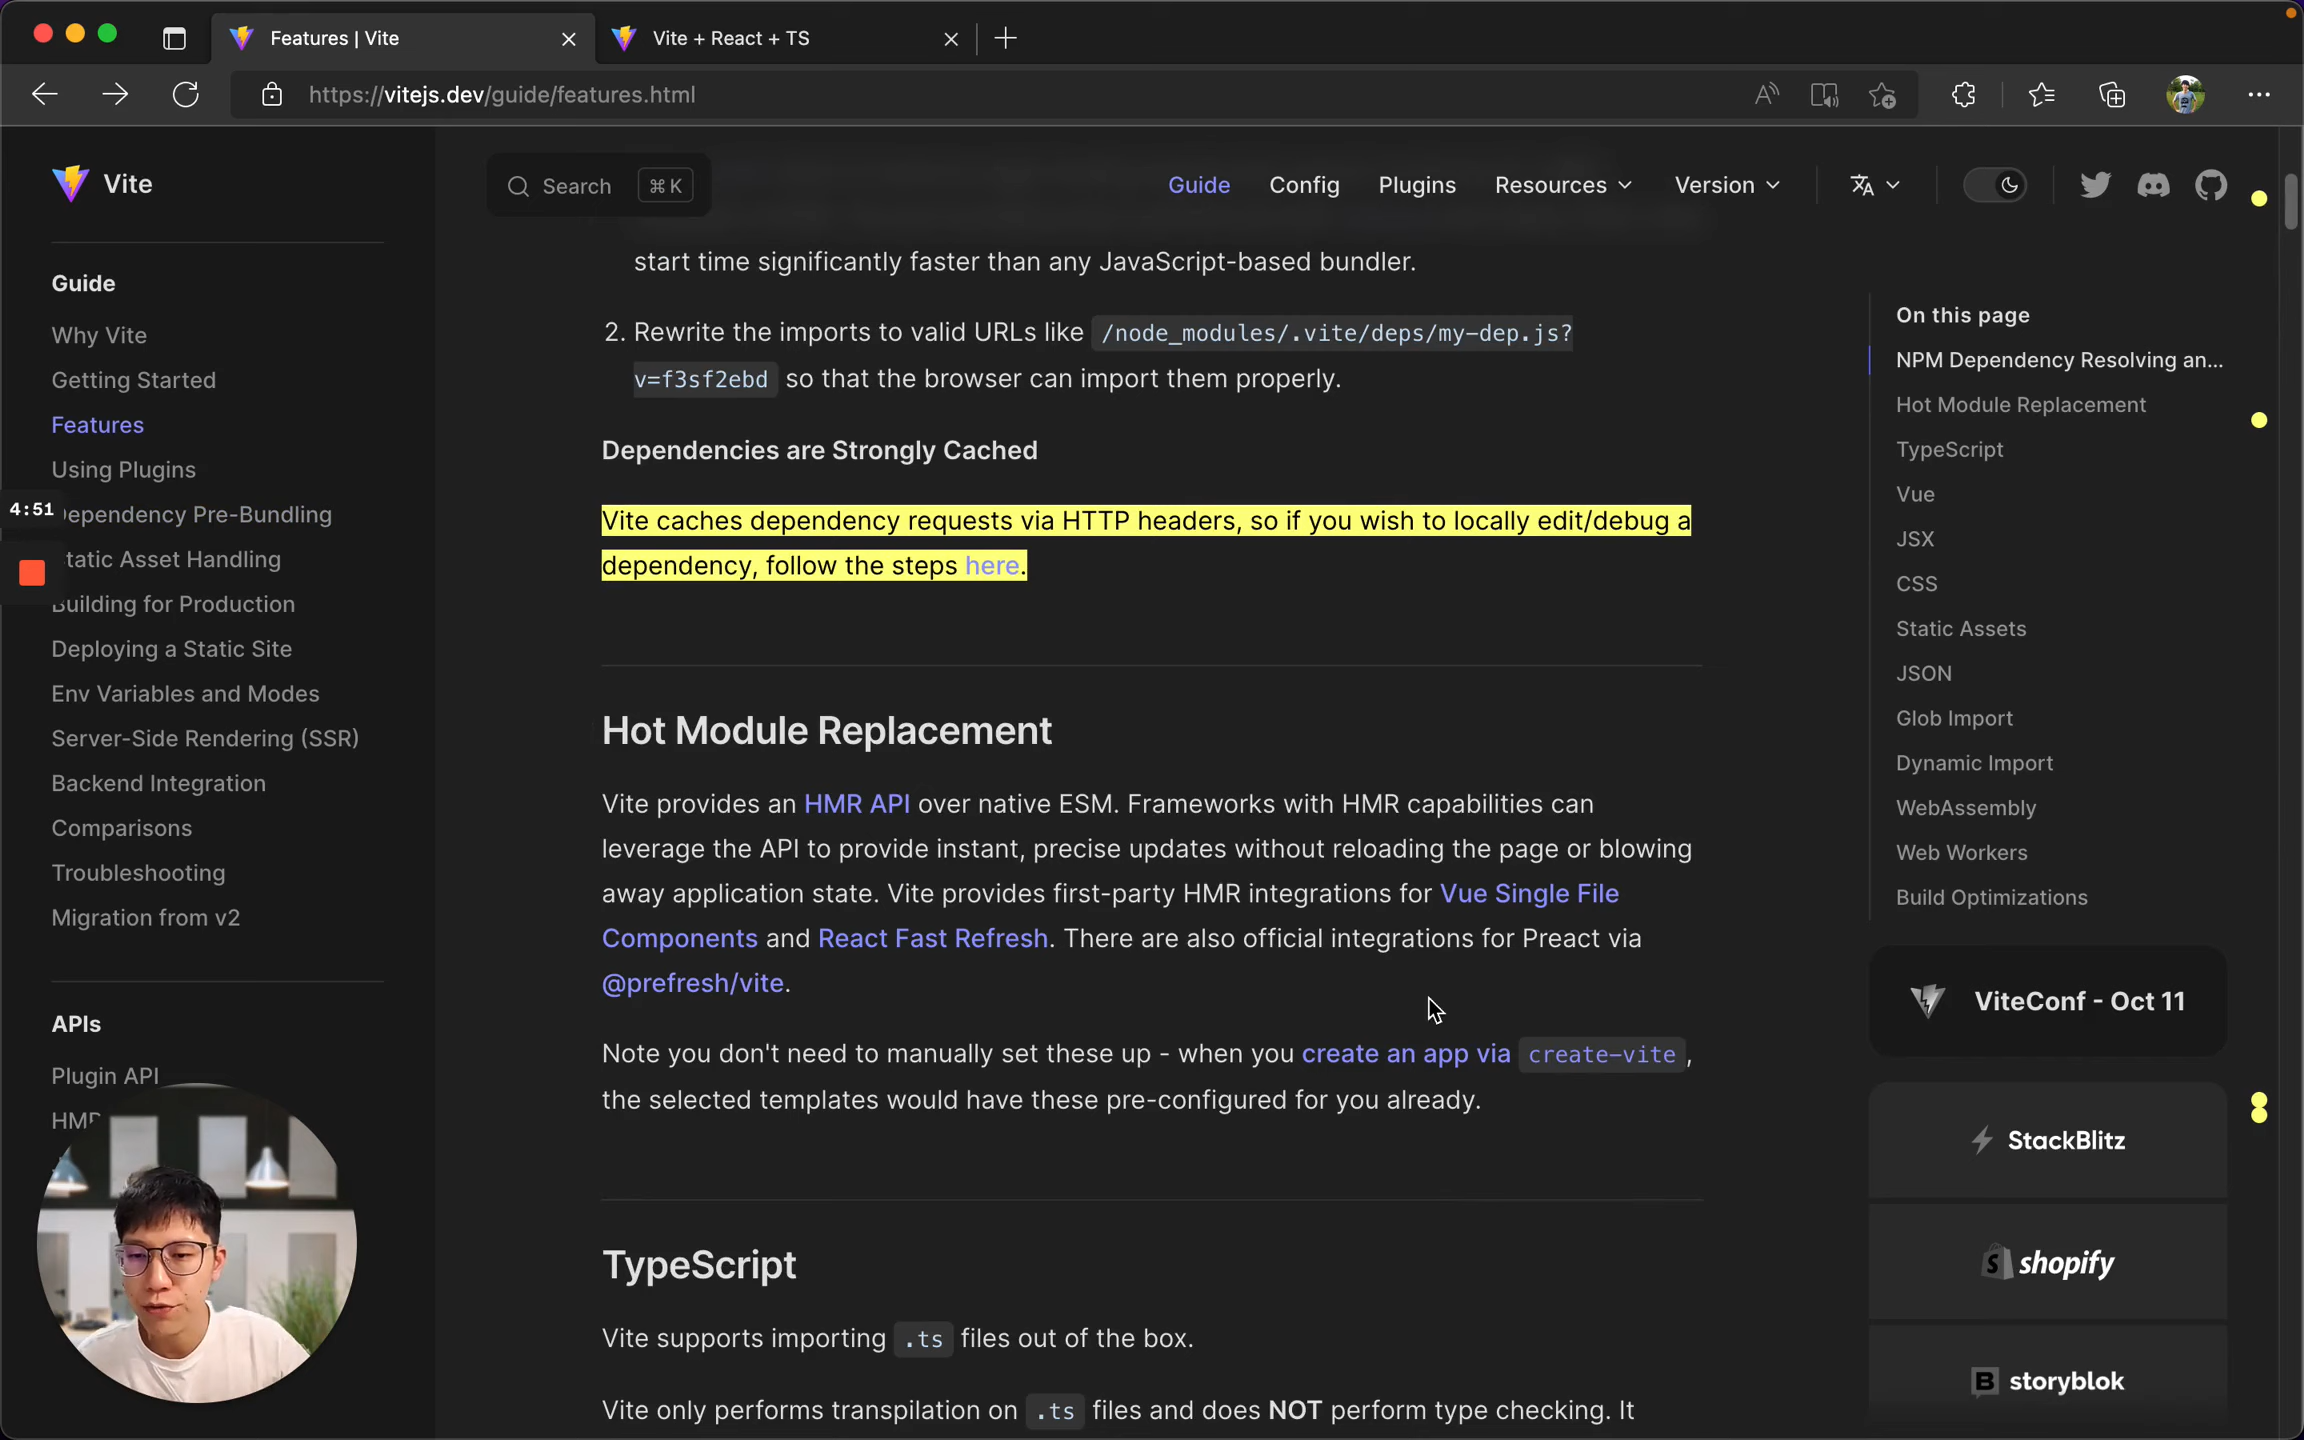 Features | Vite
Vite + React + TS
https://vitejs.dev/guide/features.html
Vite
Search
⌘ K
Guide
Config
Plugins
Resources
Version
Guide
Why Vite
Getting Started
Features
Using Plugins
Dependency Pre-Bundling
Static Asset Handling
Building for Production
Deploying a Static Site
Env Variables and Modes
Server-Side Rendering (SSR)
Backend Integration
Comparisons
Troubleshooting
Migration from v2
APIs
Plugin API
HMR
4:51
start time significantly faster than any JavaScript-based bundler.
2. Rewrite the imports to valid URLs like /node_modules/.vite/deps/my-dep.js?
v=f3sf2ebd so that the browser can import them properly.
Dependencies are Strongly Cached
Vite caches dependency requests via HTTP headers, so if you wish to locally edit/debug a
dependency, follow the steps here.
Hot Module Replacement
Vite provides an HMR API over native ESM. Frameworks with HMR capabilities can
leverage the API to provide instant, precise updates without reloading the page or blowing
away application state. Vite provides first-party HMR integrations for Vue Single File
Components and React Fast Refresh. There are also official integrations for Preact via
@prefresh/vite.
Note you don't need to manually set these up - when you create an app via create-vite,
the selected templates would have these pre-configured for you already.
TypeScript
Vite supports importing .ts files out of the box.
Vite only performs transpilation on .ts files and does NOT perform type checking. It
On this page
NPM Dependency Resolving an...
Hot Module Replacement
TypeScript
Vue
JSX
CSS
Static Assets
JSON
Glob Import
Dynamic Import
WebAssembly
Web Workers
Build Optimizations
ViteConf - Oct 11
StackBlitz
shopify
storyblok